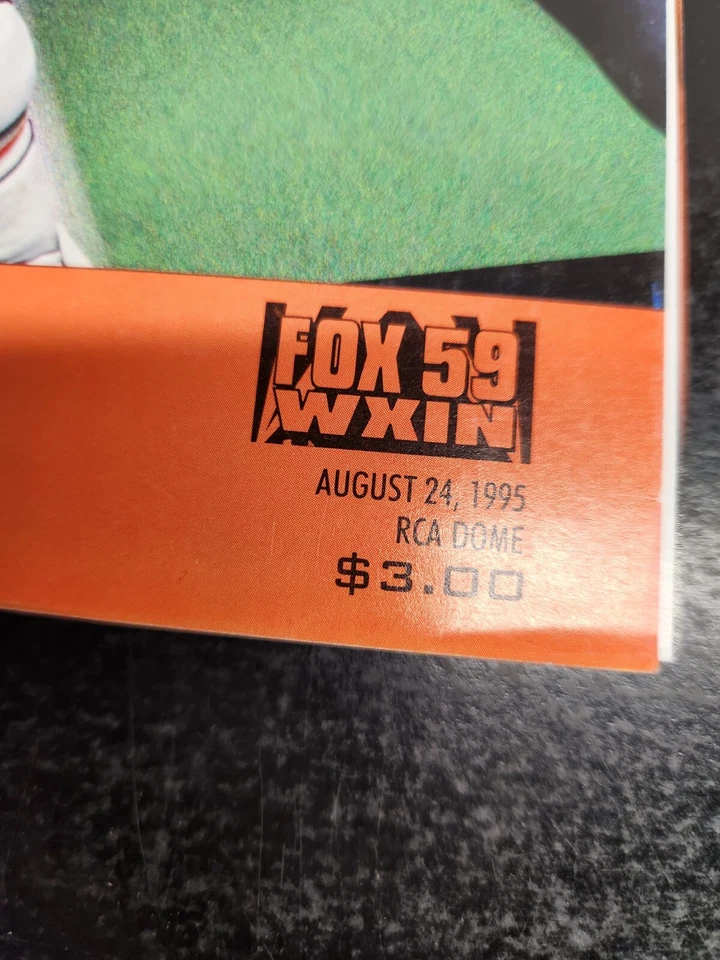 FOX 59
WXIN
AUGUST 24, 1995
RCA DOME
$3.00